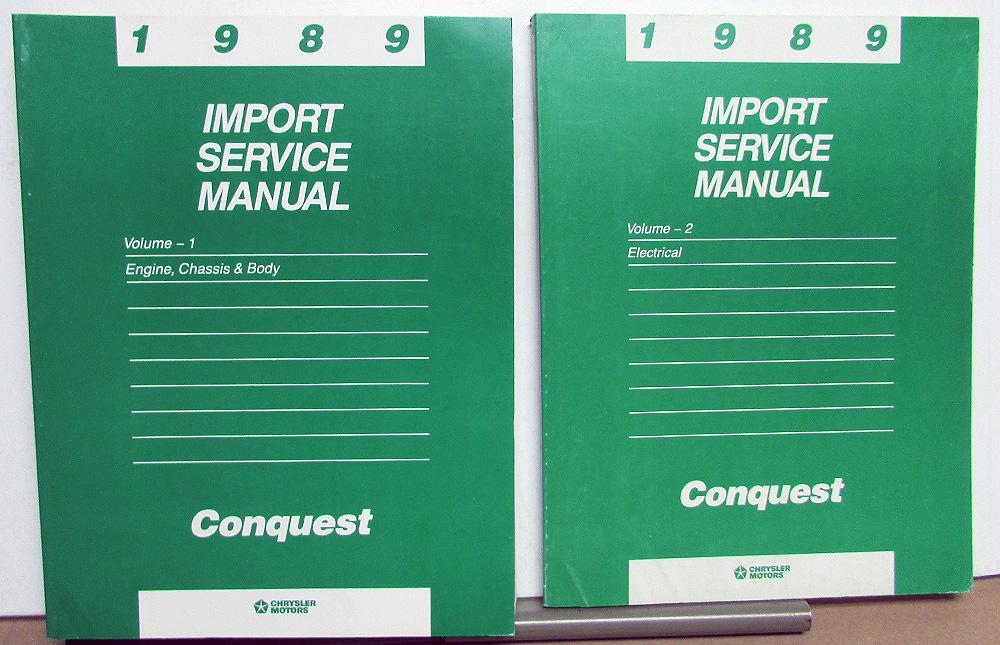 1 9 8 9
IMPORT
SERVICE
MANUAL
Volume – 1
Engine, Chassis & Body
Conquest
CHRYSLER
MOTORS
1 9 8 9
IMPORT
SERVICE
MANUAL
Volume – 2
Electrical
Conquest
CHRYSLER
MOTORS